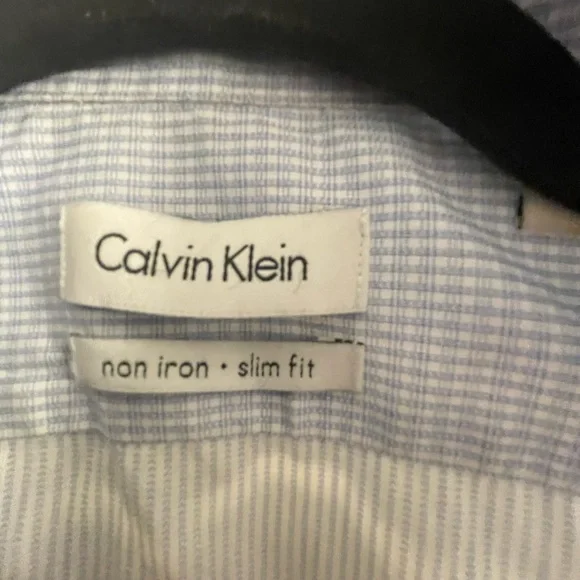 Calvin Klein
non iron • slim fit